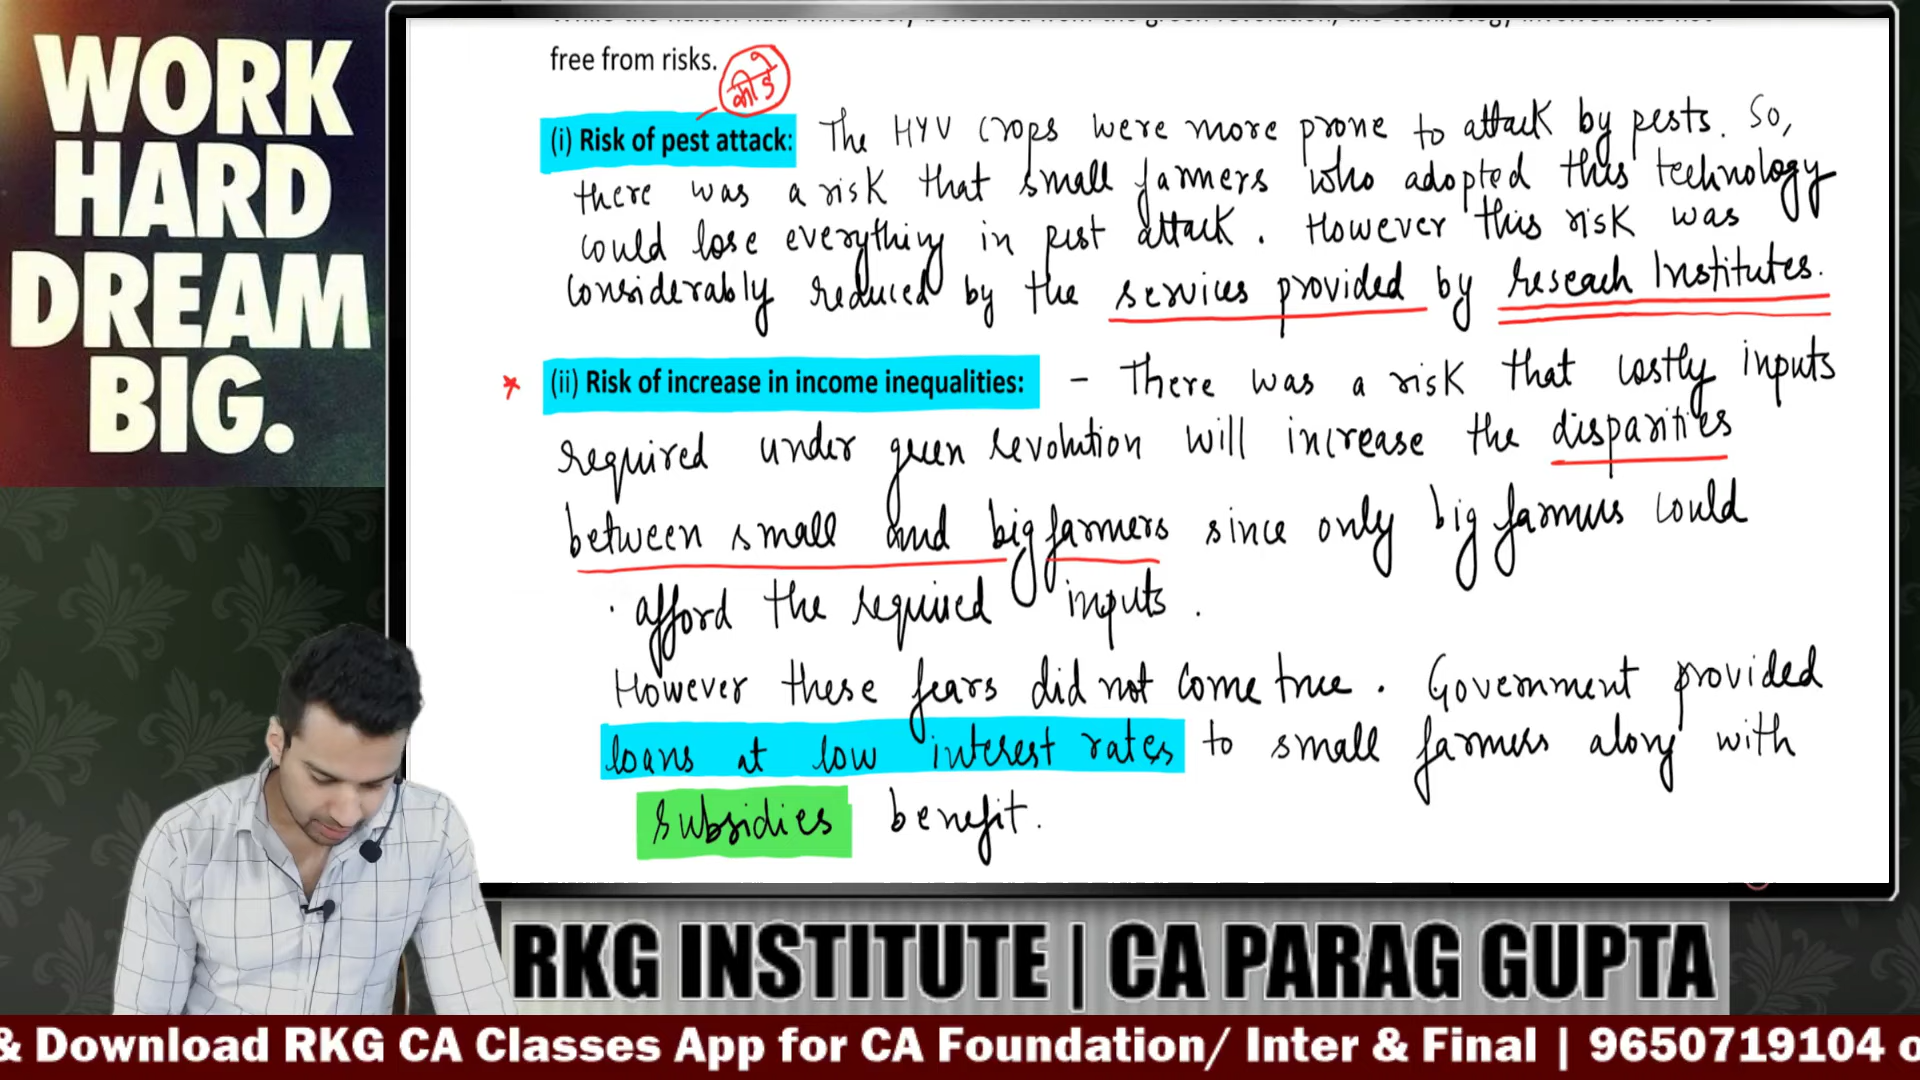 WORK
HARD
DREAM
BIG.
free from risks.
कीड़े
(i) Risk of pest attack: The HYV crops were more prone to attack by pests. So,
there was a risk that small farmers who adopted this technology
could lose everything in pest attack. However this risk was
considerably reduced by the services provided by reseach Institutes.
(ii) Risk of increase in income inequalities: - There was a risk that costly inputs
required under green revolution will increase the disparities
between small and big farmers since only big farmers could
afford the required inputs.
However these fears did not come true. Government provided
loans at low interest rates to small farmers along with
subsidies benefit.
RKG INSTITUTE | CA PARAG GUPTA
& Download RKG CA Classes App for CA Foundation/ Inter & Final | 9650719104 o